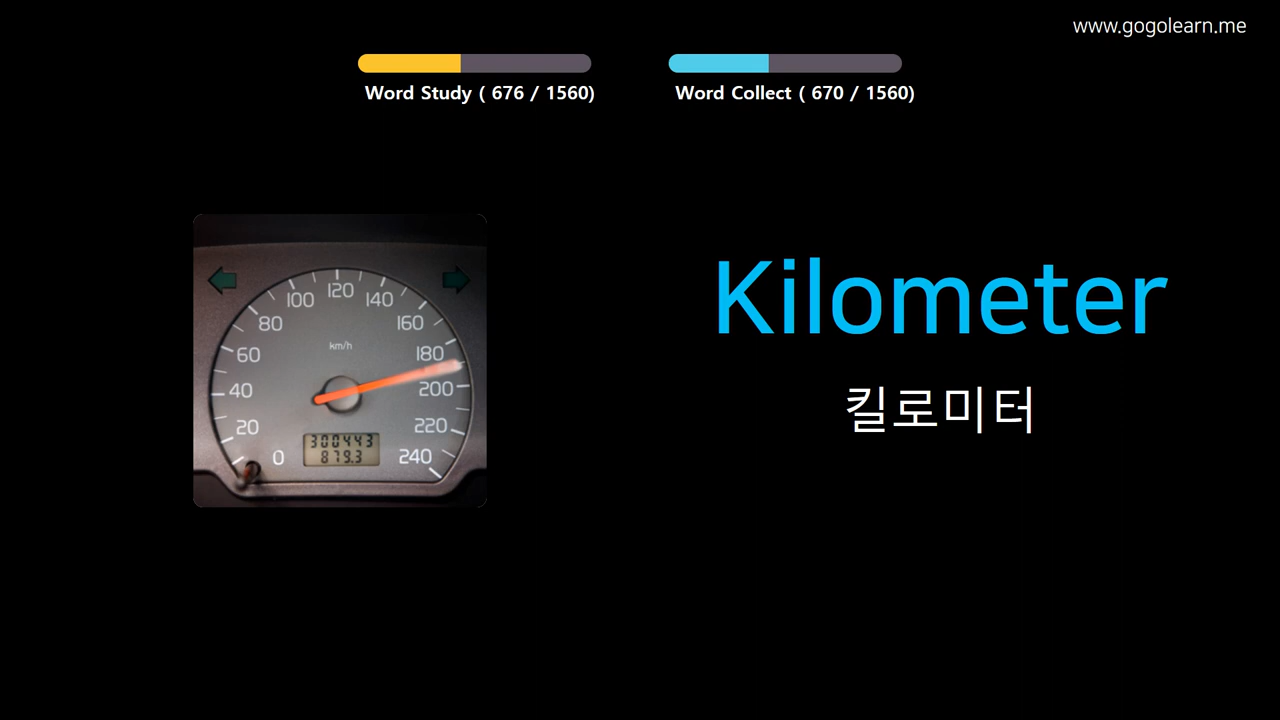 www.gogolearn.me
Word Study ( 676 / 1560)
Word Collect ( 670 / 1560)
Kilometer
킬로미터
0
20
40
60
80
100
120
140
160
180
200
220
240
km/h
300443
879.3